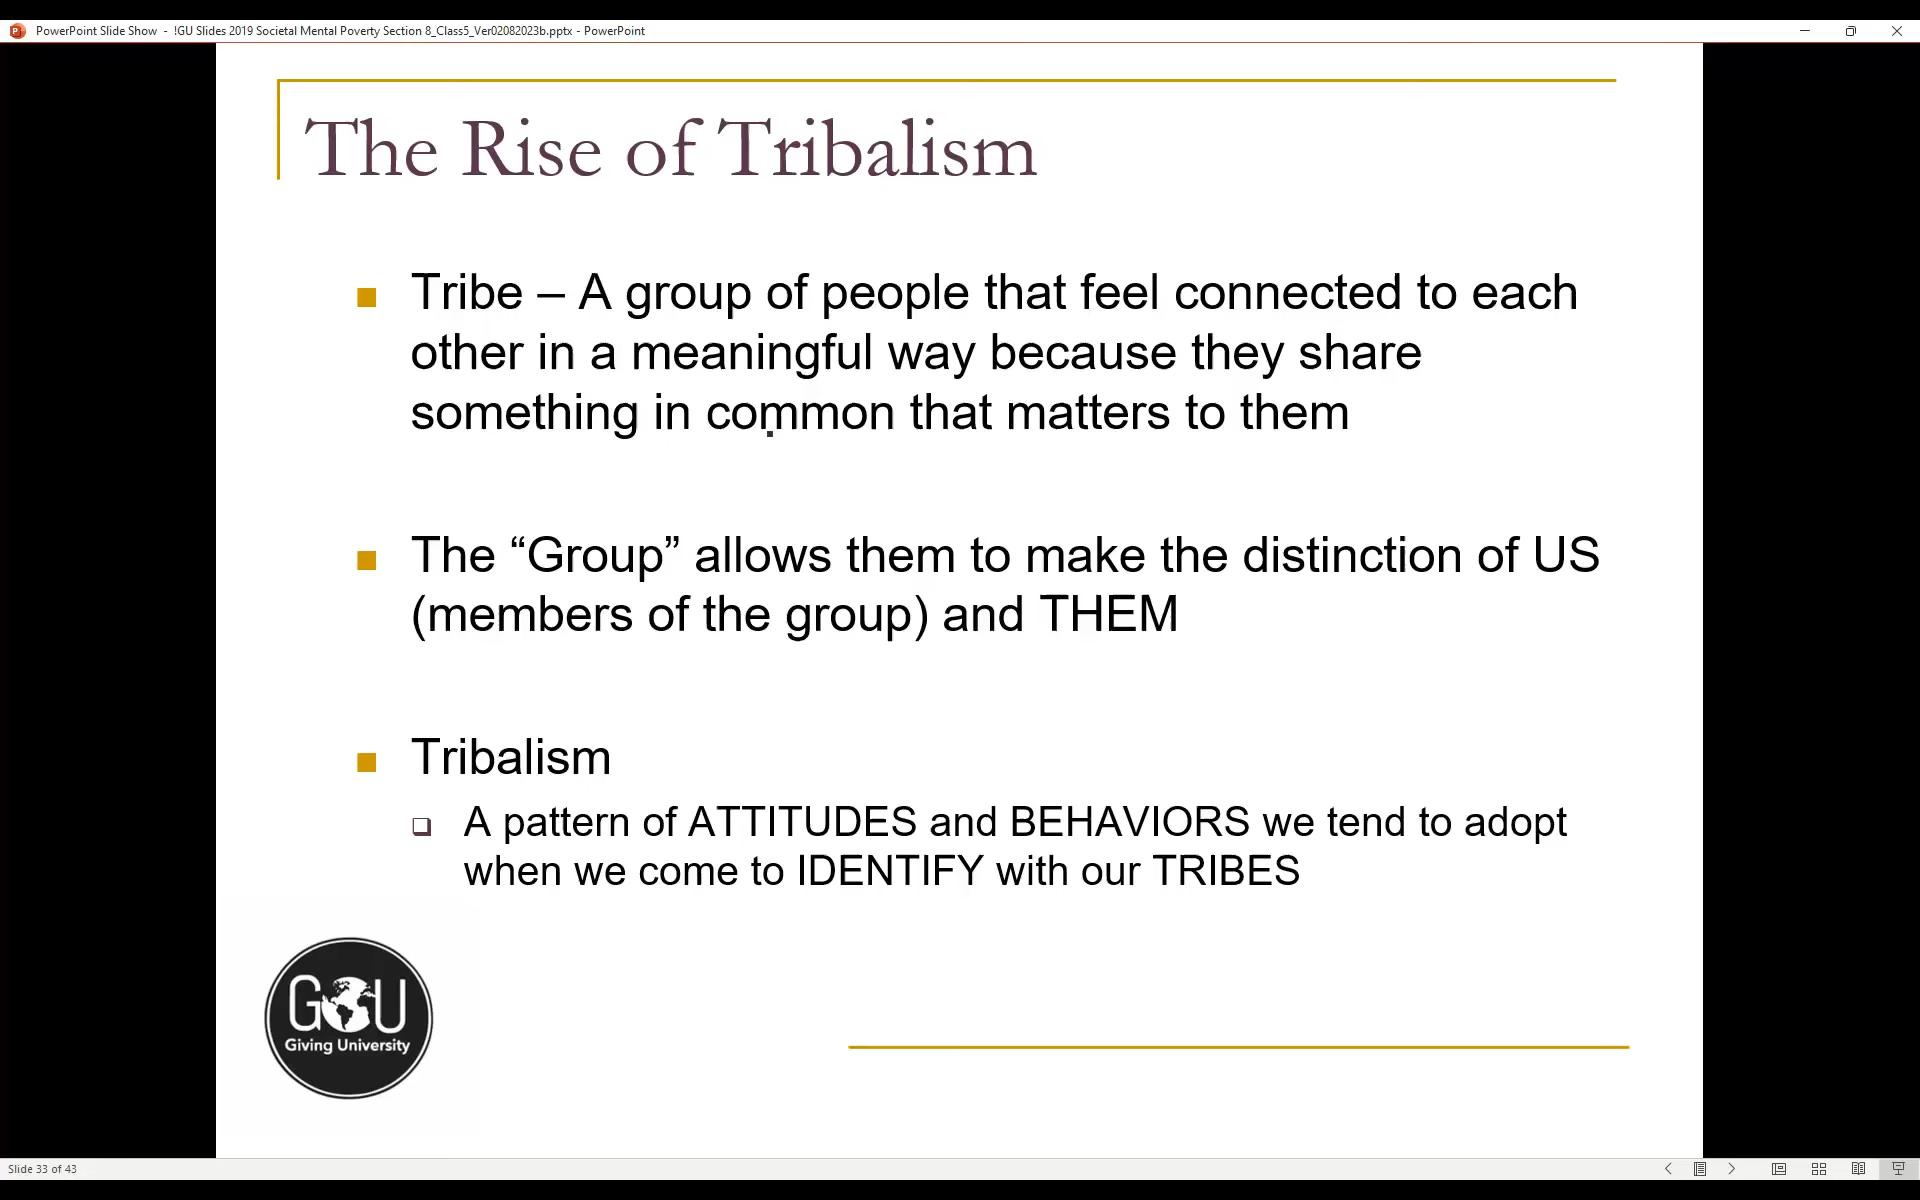 PowerPoint Slide Show - !GU Slides 2019 Societal Mental Poverty Section 8_Class5_Ver02082023b.pptx - PowerPoint
The Rise of Tribalism
Tribe – A group of people that feel connected to each
other in a meaningful way because they share
something in common that matters to them
The “Group” allows them to make the distinction of US
(members of the group) and THEM
Tribalism
A pattern of ATTITUDES and BEHAVIORS we tend to adopt
when we come to IDENTIFY with our TRIBES
GU
Giving University
Slide 33 of 43